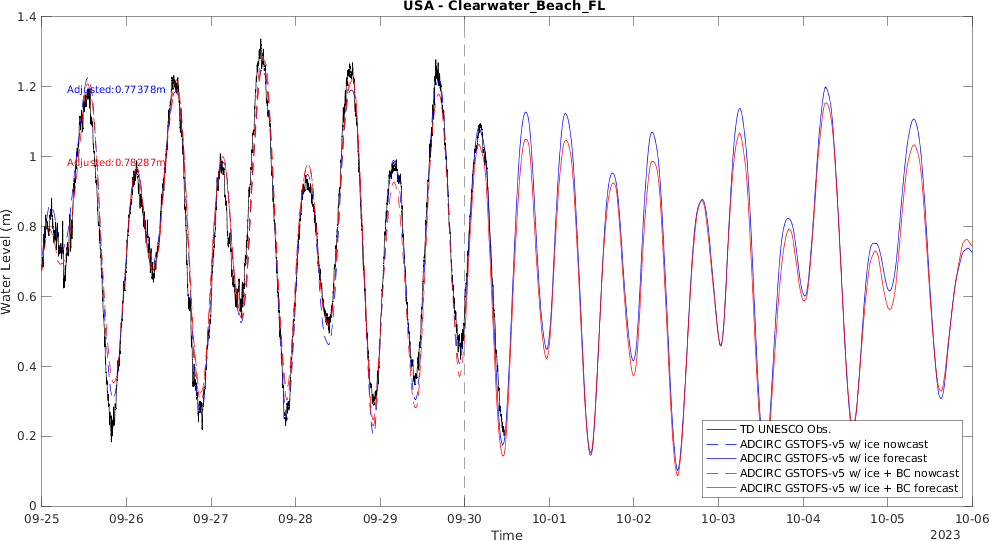 USA - Clearwater_Beach_FL
1.4
1.2
1
0.8
0.6
0.4
0.2
0
Water Level (m)
Adjusted:0.77378m
Adjusted:0.78287m
TD UNESCO Obs.
ADCIRC GSTOFS-v5 w/ ice nowcast
ADCIRC GSTOFS-v5 w/ ice forecast
ADCIRC GSTOFS-v5 w/ ice + BC nowcast
ADCIRC GSTOFS-v5 w/ ice + BC forecast
09-25 09-26 09-27 09-28 09-29 09-30 10-01 10-02 10-03 10-04 10-05 10-06
Time
2023